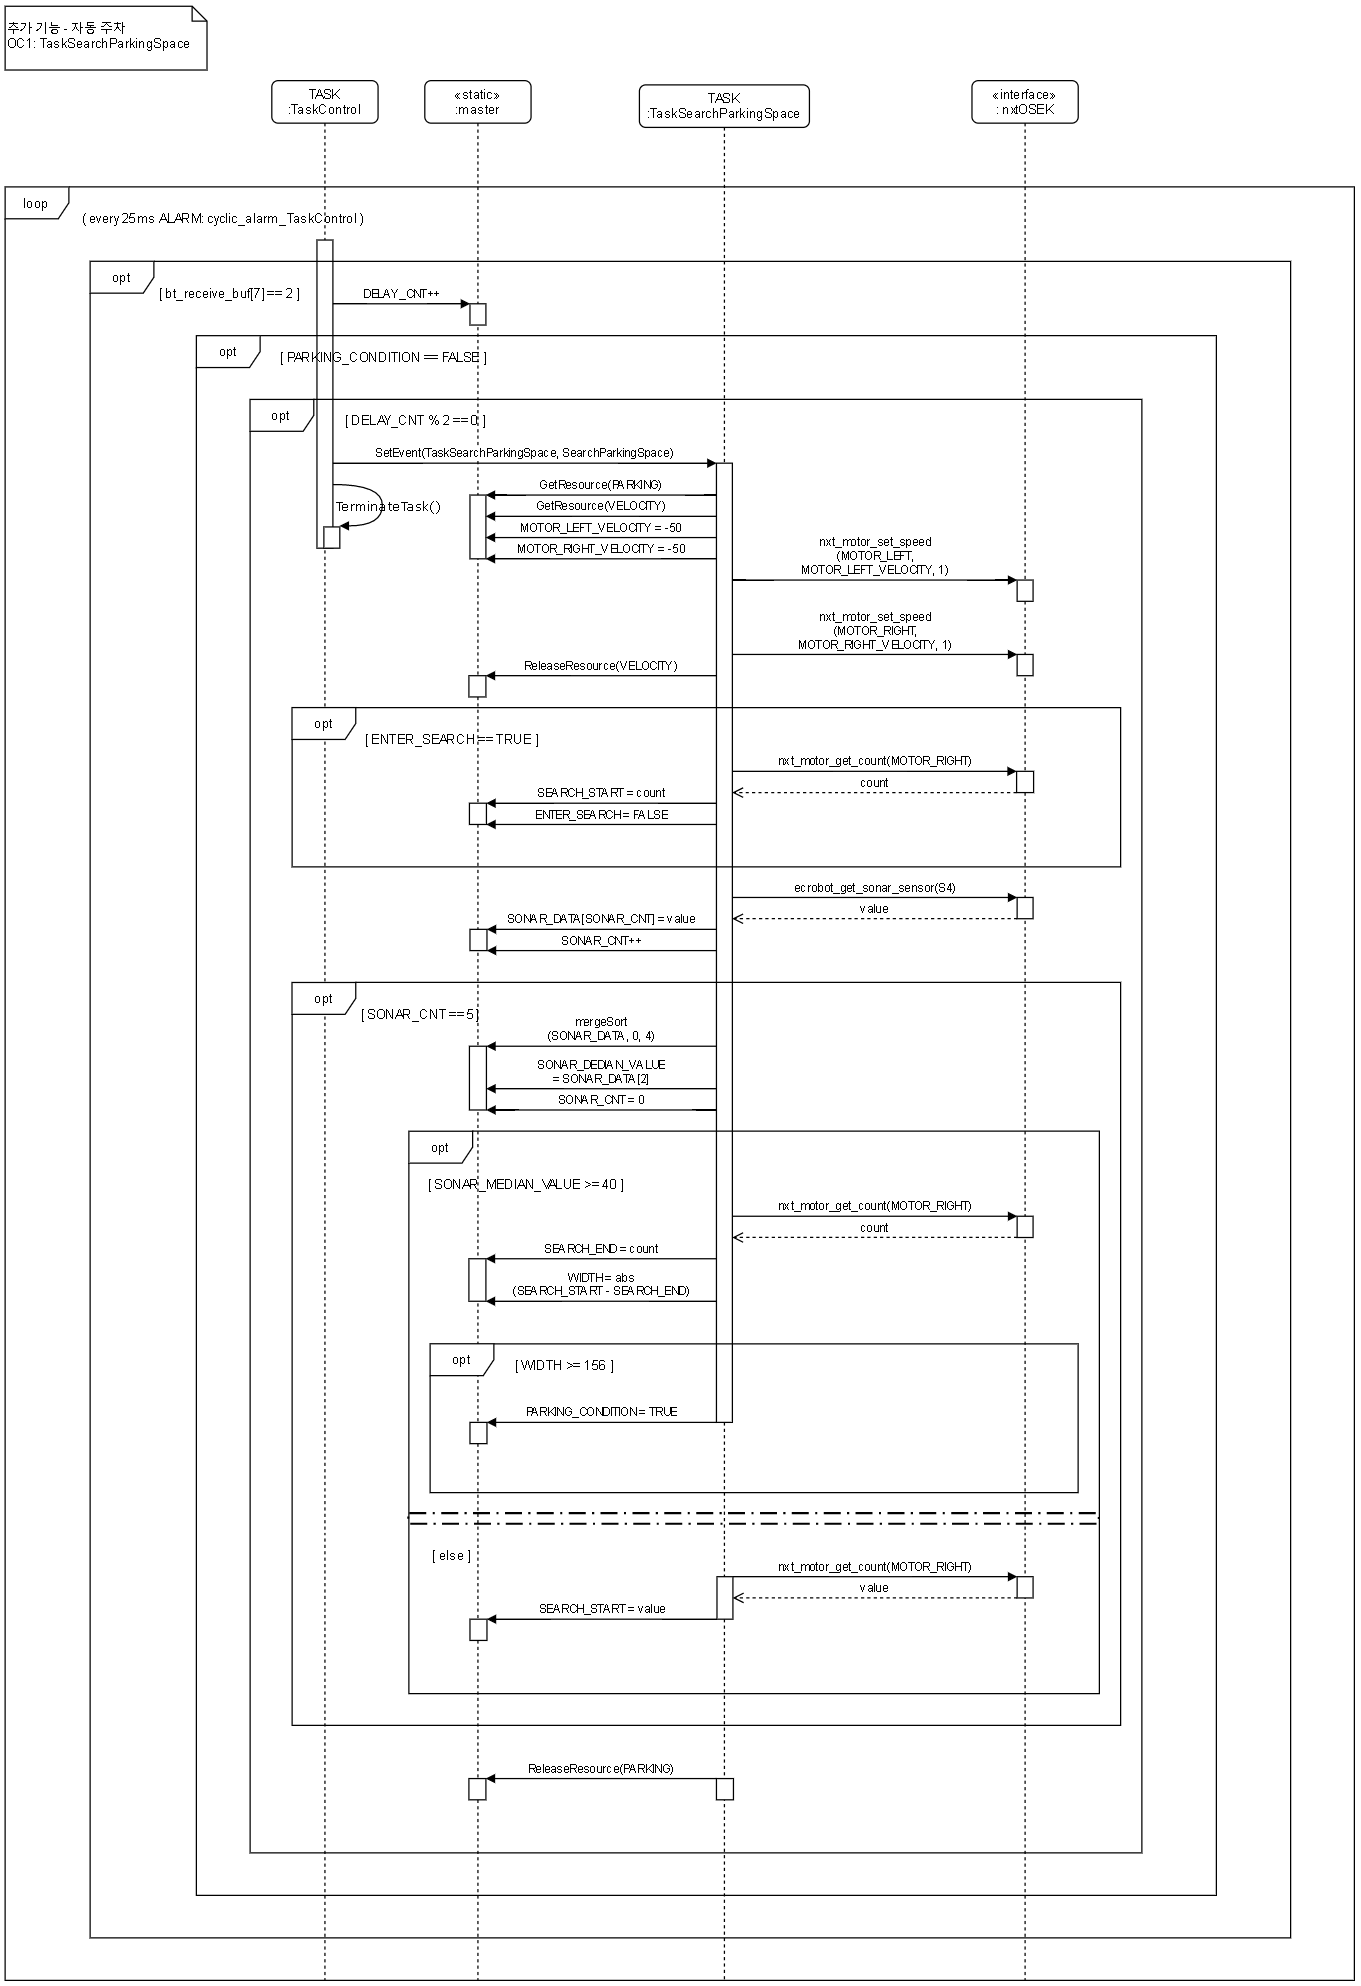 추가 기능 - 자동 주차
OC1: TaskSearchParkingSpace
TASK
:TaskControl
«static»
:master
TASK
:TaskSearchParkingSpace
«interface»
: nxtOSEK
loop
( every 25ms ALARM: cyclic_alarm_TaskControl )
opt
[ bt_receive_buf[7] == 2 ]
DELAY_CNT++
opt
[ PARKING_CONDITION == FALSE ]
opt
[ DELAY_CNT % 2 == 0 ]
SetEvent(TaskSearchParkingSpace, SearchParkingSpace)
GetResource(PARKING)
TerminateTask()
GetResource(VELOCITY)
MOTOR_LEFT_VELOCITY = -50
MOTOR_RIGHT_VELOCITY = -50
nxt_motor_set_speed
(MOTOR_LEFT,
MOTOR_LEFT_VELOCITY, 1)
nxt_motor_set_speed
(MOTOR_RIGHT,
MOTOR_RIGHT_VELOCITY, 1)
ReleaseResource(VELOCITY)
opt
[ ENTER_SEARCH == TRUE ]
nxt_motor_get_count(MOTOR_RIGHT)
count
SEARCH_START = count
ENTER_SEARCH = FALSE
ecrobot_get_sonar_sensor(S4)
value
SONAR_DATA[SONAR_CNT] = value
SONAR_CNT++
opt
[ SONAR_CNT == 5]
mergeSort
(SONAR_DATA, 0, 4)
SONAR_DEDIAN_VALUE
= SONAR_DATA[2]
SONAR_CNT = 0
opt
[ SONAR_MEDIAN_VALUE >= 40 ]
nxt_motor_get_count(MOTOR_RIGHT)
count
SEARCH_END = count
WIDTH = abs
(SEARCH_START - SEARCH_END)
opt
[ WIDTH >= 156 ]
PARKING_CONDITION = TRUE
[ else ]
nxt_motor_get_count(MOTOR_RIGHT)
value
SEARCH_START = value
ReleaseResource(PARKING)